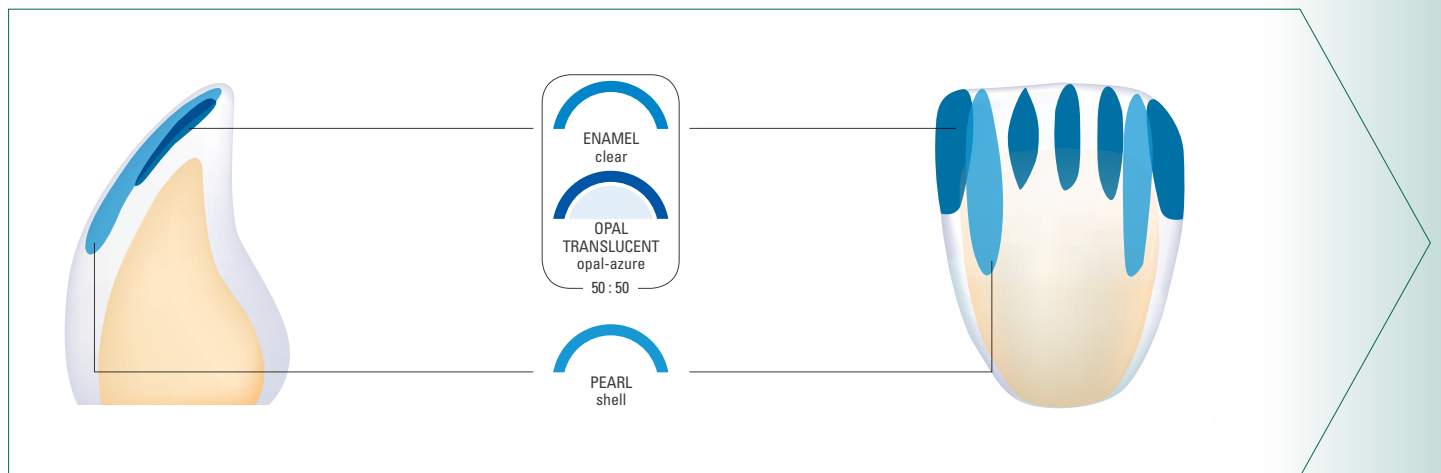 ENAMEL
clear
OPAL
TRANSLUCENT
opal-azure
50 : 50
PEARL
shell